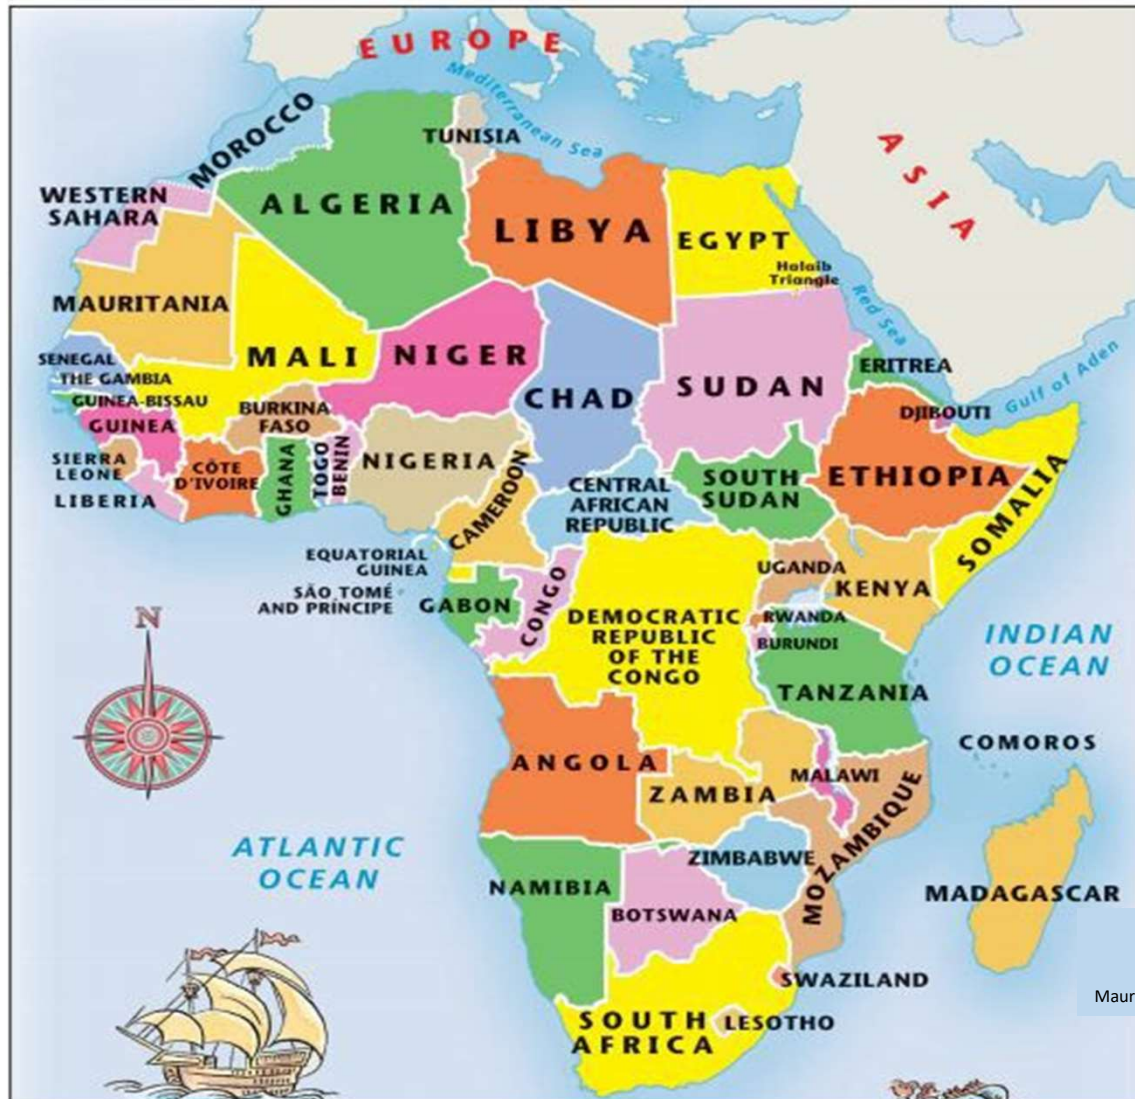 EUROPE
Mediterranean Sea
ASIA
MOROCCO
TUNISIA
WESTERN
SAHARA
ALGERIA
LIBYA
EGYPT
Halaib
Triangle
Red Sea
MAURITANIA
MALI
NIGER
CHAD
SUDAN
ERITREA
Gulf of Aden
SENEGAL
THE GAMBIA
GUINEA-BISSAU
GUINEA
BURKINA
FASO
DJIBOUTI
SIERRA
LEONE
LIBERIA
CÔTE
D'IVOIRE
GHANA
TOGO
BENIN
NIGERIA
CAMEROON
CENTRAL
AFRICAN
REPUBLIC
SOUTH
SUDAN
ETHIOPIA
SOMALIA
EQUATORIAL
GUINEA
SÃO TOMÉ
AND PRÍNCIPE
GABON
CONGO
DEMOCRATIC
REPUBLIC
OF THE
CONGO
UGANDA
KENYA
RWANDA
BURUNDI
TANZANIA
INDIAN
OCEAN
N
COMOROS
ANGOLA
ZAMBIA
MALAWI
MOZAMBIQUE
ATLANTIC
OCEAN
ZIMBABWE
NAMIBIA
BOTSWANA
MADAGASCAR
SWAZILAND
Maur
SOUTH
AFRICA
LESOTHO